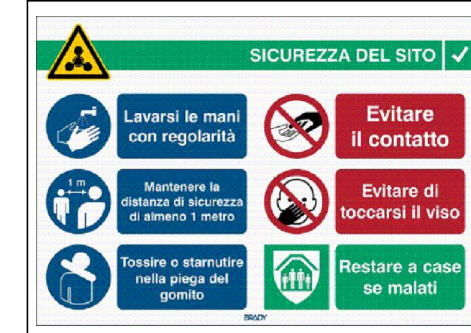 SICUREZZA DEL SITO
Lavarsi le mani
con regolarità
Evitare
il contatto
1 m
Mantenere la
distanza di sicurezza
di almeno 1 metro
Evitare di
toccarsi il viso
Tossire o starnutire
nella piega del
gomito
Restare a case
se malati
BRADY